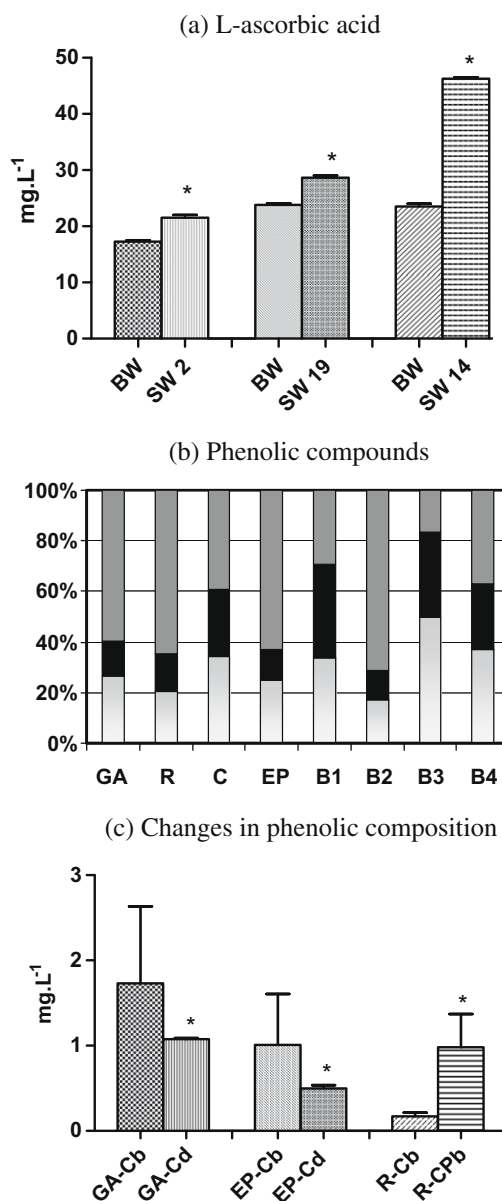 (a) L-ascorbic acid
50
40
30
20
10
0
mg.L-1
*
*
*
BW
SW 2
BW
SW 19
BW
SW 14
(b) Phenolic compounds
100%
80%
60%
40%
20%
0%
GA R C EP B1 B2 B3 B4
(c) Changes in phenolic composition
3
2
1
0
mg.L-1
*
*
*
GA-Cb
GA-Cd
EP-Cb
EP-Cd
R-Cb
R-CPb